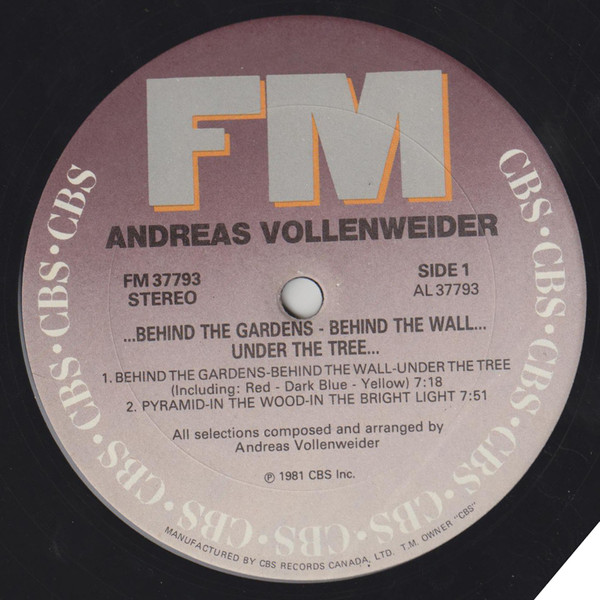 FM
ANDREAS VOLLENWEIDER
FM 37793
STEREO
SIDE 1
AL 37793
...BEHIND THE GARDENS - BEHIND THE WALL...
UNDER THE TREE...
1. BEHIND THE GARDENS-BEHIND THE WALL-UNDER THE TREE
(Including: Red - Dark Blue - Yellow) 7:18
2. PYRAMID-IN THE WOOD-IN THE BRIGHT LIGHT 7:51
All selections composed and arranged by
Andreas Vollenweider
℗ 1981 CBS Inc.
CBS · CBS · CBS · CBS · CBS · CBS · CBS · CBS · CBS · CBS · CBS · CBS
MANUFACTURED BY CBS RECORDS CANADA, LTD. T.M. OWNER "CBS"